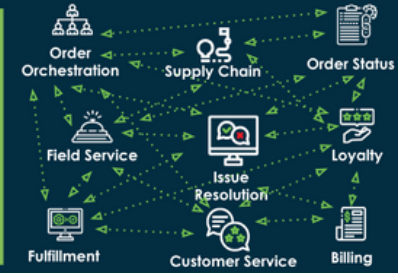 Order
Orchestration
Supply Chain
Order Status
Field Service
Issue
Resolution
Loyalty
Fulfillment
Customer Service
Billing